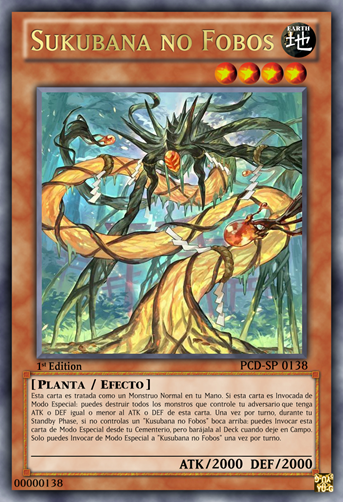 Sukubana no Fobos
EARTH
地
1st Edition
PCD-SP 0138
[ Planta / Efecto ]
Esta carta es tratada como un Monstruo Normal en tu Mano. Si esta carta es Invocada de
Modo Especial: puedes destruir todos los monstruos que controle tu adversario que tenga
ATK o DEF igual o menor al ATK o DEF de esta carta. Una vez por turno, durante tu
Standby Phase, si no controlas un "Kusubana no Fobos" boca arriba: puedes Invocar esta
carta de Modo Especial desde tu Cementerio, pero barájala al Deck cuando deje en Campo.
Solo puedes Invocar de Modo Especial a "Kusubana no Fobos" una vez por turno.
ATK/2000 DEF/2000
00000138